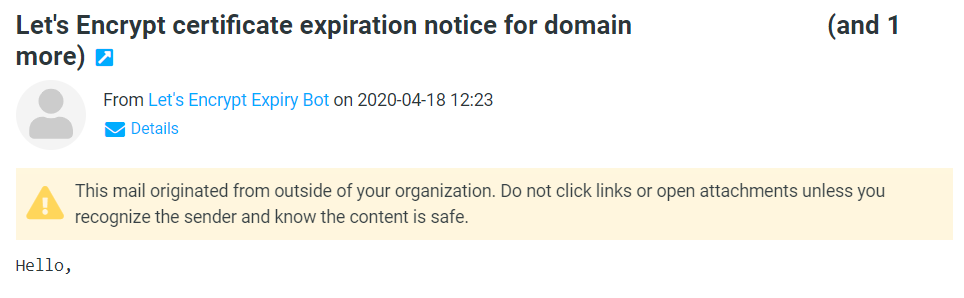 Let's Encrypt certificate expiration notice for domain (and 1
more)
From Let's Encrypt Expiry Bot on 2020-04-18 12:23
Details
This mail originated from outside of your organization. Do not click links or open attachments unless you
recognize the sender and know the content is safe.
Hello,